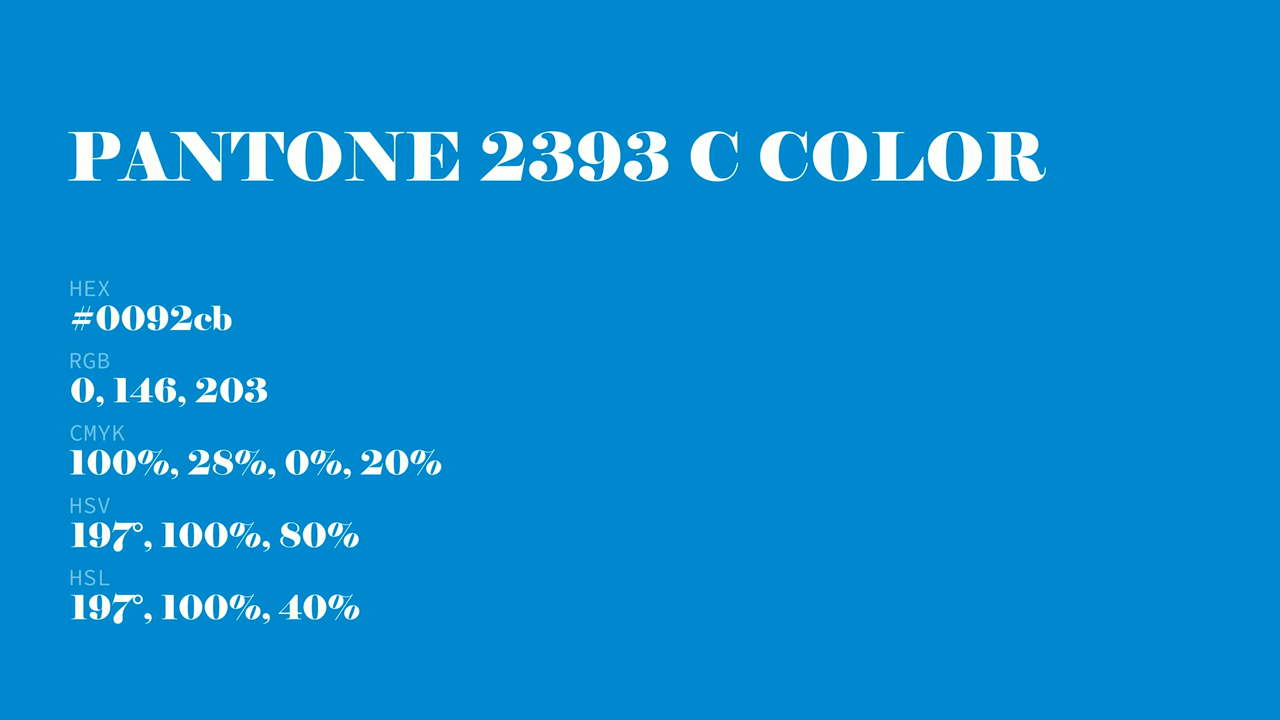 PANTONE 2393 C COLOR
HEX
#0092cb
RGB
0, 146, 203
CMYK
100%, 28%, 0%, 20%
HSV
197°, 100%, 80%
HSL
197°, 100%, 40%